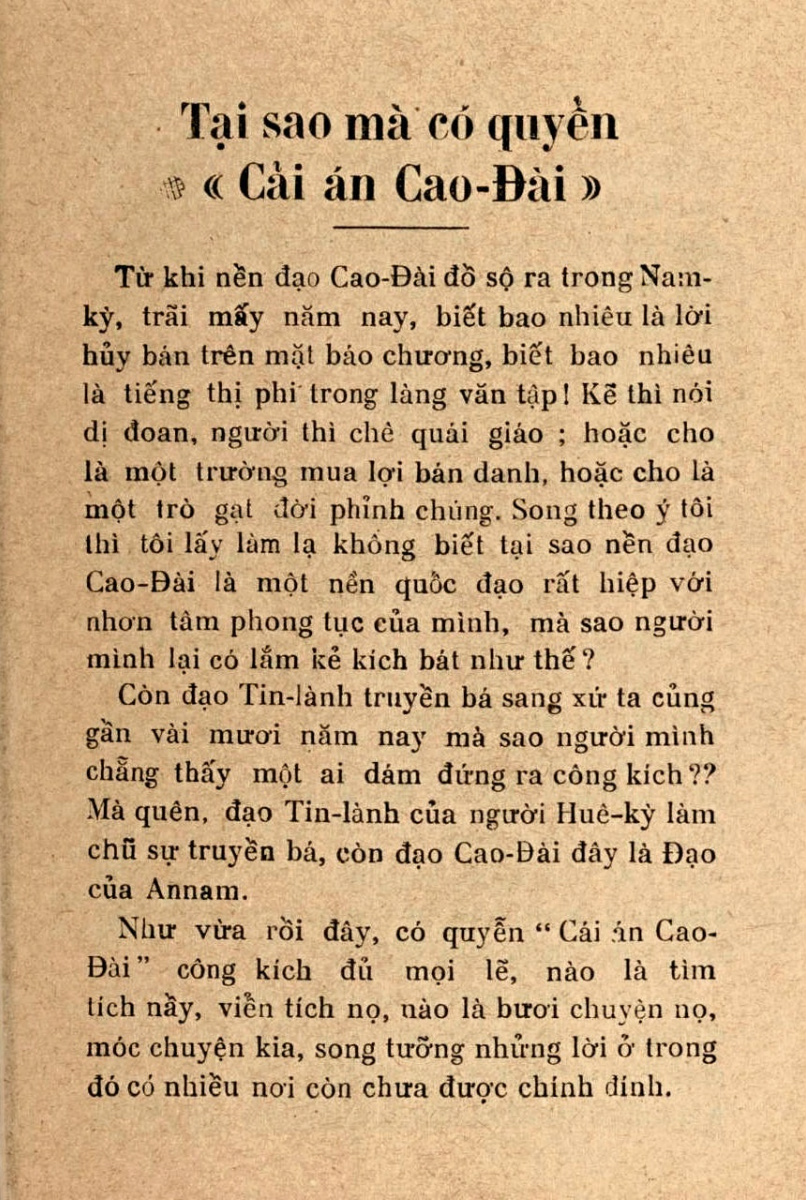 Tại sao mà có quyển
« Cải án Cao-Đài »
Từ khi nền đạo Cao-Đài đồ sộ ra trong Nam-
kỳ, trãi mấy năm nay, biết bao nhiêu là lời
hủy bán trên mặt báo chương, biết bao nhiêu
là tiếng thị phi trong làng văn tập! Kẽ thì nói
dị đoan, người thì chê quái giáo ; hoặc cho
là một trường mua lợi bán danh, hoặc cho là
một trò gạt đời phỉnh chúng. Song theo ý tôi
thì tôi lấy làm lạ không biết tại sao nền đạo
Cao-Đài là một nền quốc đạo rất hiệp với
nhơn tâm phong tục của mình, mà sao người
mình lại có lắm kẻ kích bát như thế ?
Còn đạo Tin-lành truyền bá sang xứ ta củng
gần vài mươi năm nay mà sao người mình
chẵng thấy một ai dám đứng ra công kích??
Mà quên, đạo Tin-lành của người Huê-kỳ làm
chũ sự truyền bá, còn đạo Cao-Đài đây là Đạo
của Annam.
Như vừa rồi đây, có quyễn “ Cái án Cao-
Đài” công kích đủ mọi lẽ, nào là tìm
tích nầy, viễn tích nọ, nào là bươi chuyện nọ,
móc chuyện kia, song tưỡng nhửng lời ở trong
đó có nhiều nơi còn chưa được chính đính.